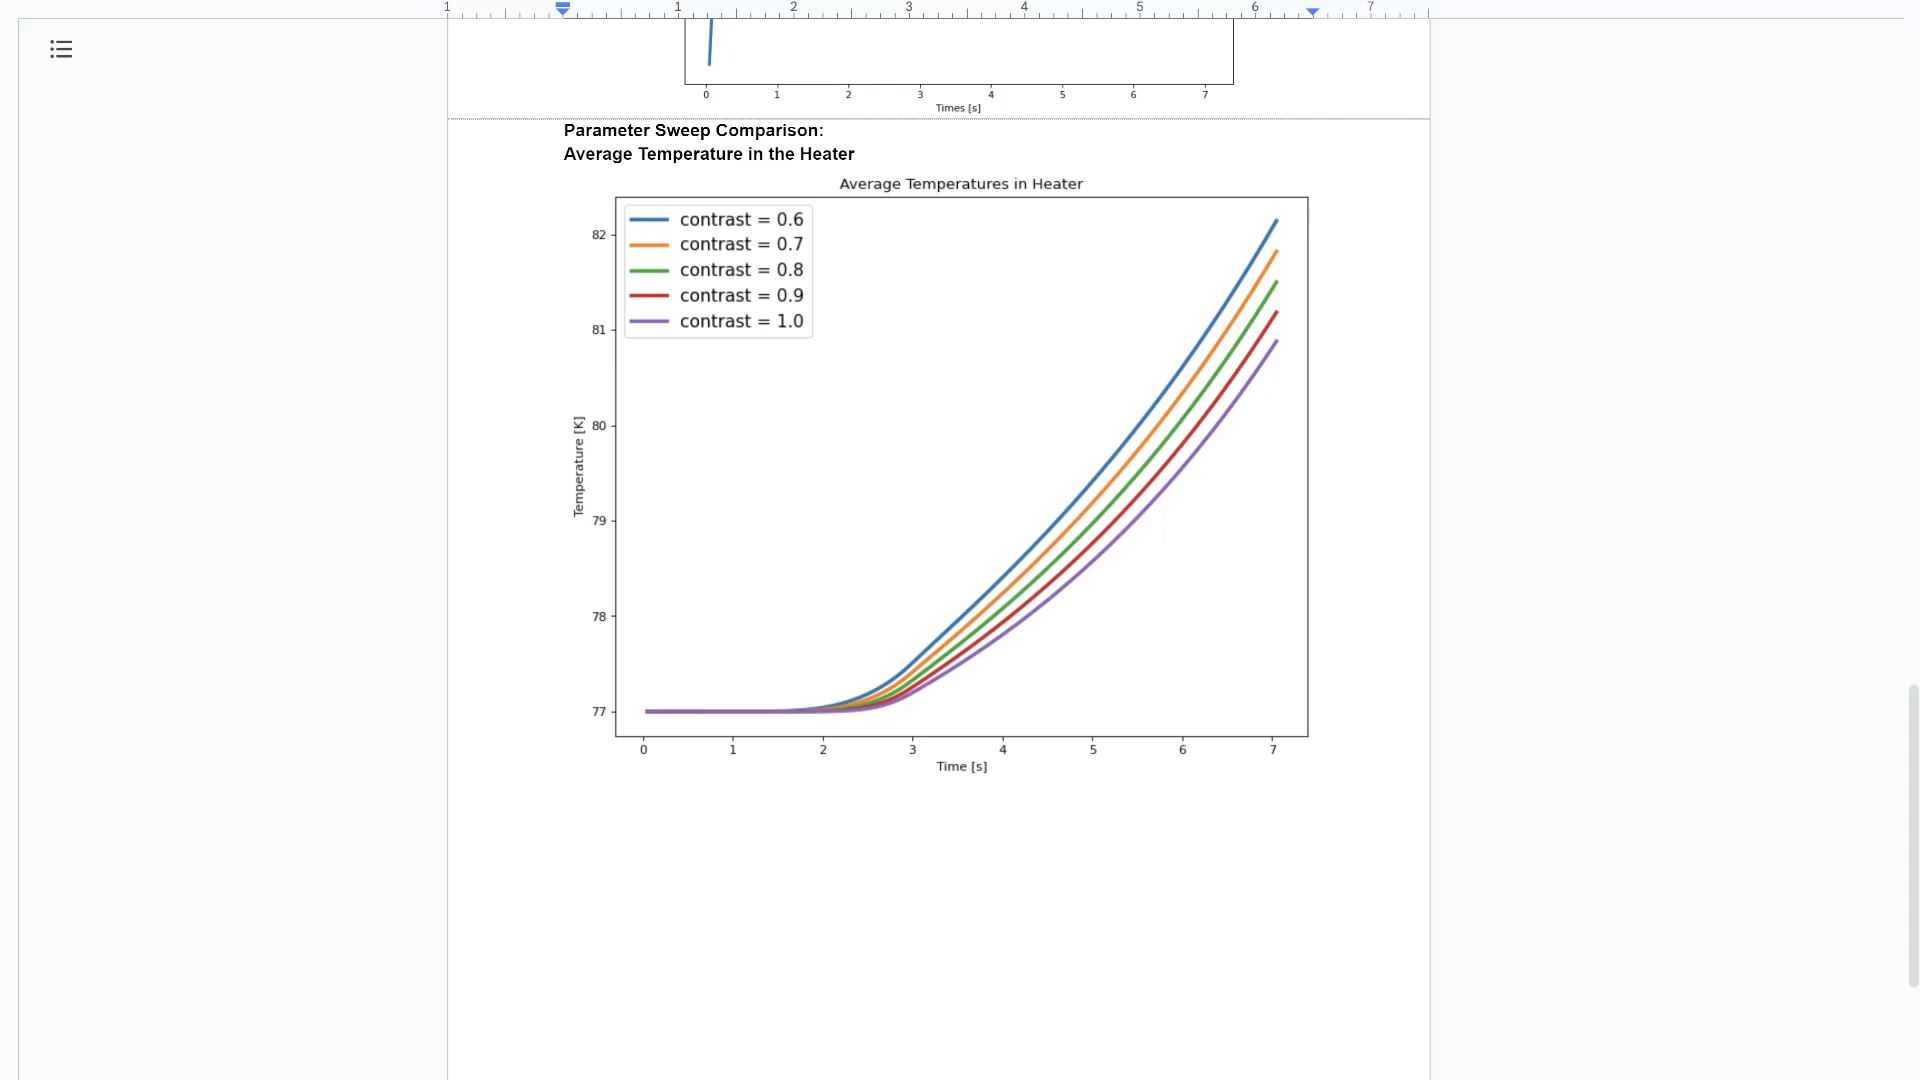 1 1 2 3 4 5 6 7
0 1 2 3 4 5 6 7
Times [s]
Parameter Sweep Comparison:
Average Temperature in the Heater
Average Temperatures in Heater
contrast = 0.6
contrast = 0.7
contrast = 0.8
contrast = 0.9
contrast = 1.0
82
81
80
79
78
77
Temperature [K]
0 1 2 3 4 5 6 7
Time [s]